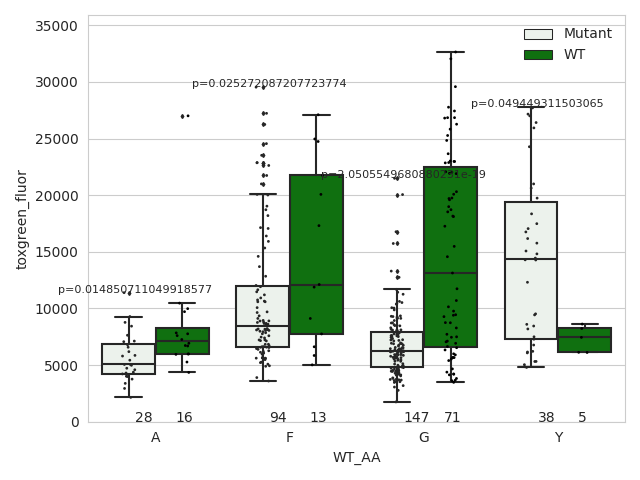 35000
30000
25000
20000
15000
10000
5000
0
toxgreen_fluor
Mutant
WT
p=0.025272087207723774
p=0.049449311503065
p=0.014850711049918577
28 16 94 13 147 71 38 5
A F G Y
WT_AA